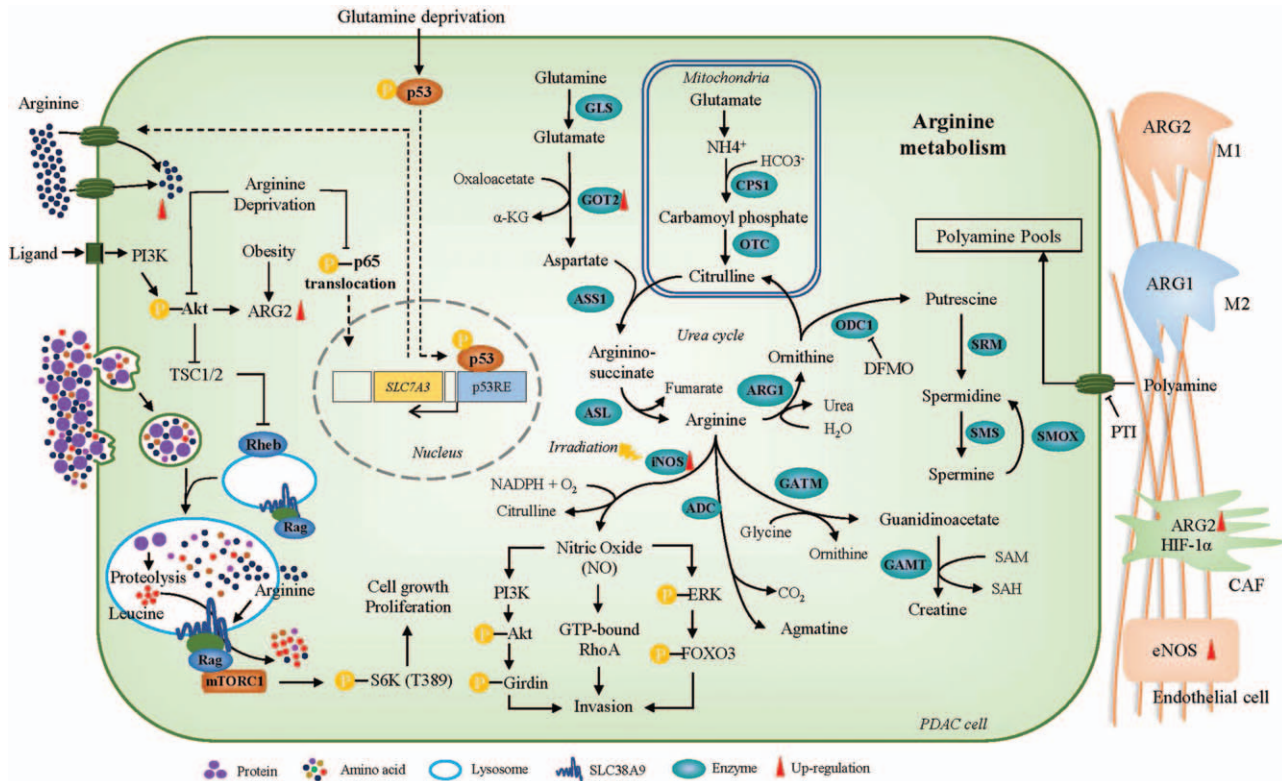 Glutamine deprivation
P
p53
Arginine
Arginine
Deprivation
Ligand
PI3K
P
Akt
Obesity
ARG2
P
p65
translocation
TSC1/2
Rheb
Rag
P
p53
SLC7A3
p53RE
Nucleus
Proteolysis
Leucine
Arginine
Rag
mTORC1
P
S6K (T389)
Cell growth
Proliferation
Glutamine
GLS
Glutamate
Oxaloacetate
GOT2
α-KG
Aspartate
ASS1
Arginino-
succinate
Fumarate
ASL
Arginine
Mitochondria
Glutamate
NH4⁺
HCO3⁻
CPS1
Carbamoyl phosphate
OTC
Citrulline
Urea cycle
Ornithine
ARG1
Urea
H₂O
ODC1
DFMO
Arginine
metabolism
Polyamine Pools
Putrescine
SRM
Spermidine
SMS
SMOX
Spermine
Polyamine
PTI
Irradiation
iNOS
NADPH + O₂
Citrulline
Nitric Oxide
(NO)
PI3K
P
Akt
P
Girdin
GTP-bound
RhoA
P
ERK
P
FOXO3
Invasion
ADC
CO₂
Agmatine
GATM
Glycine
Ornithine
Guanidinoacetate
GAMT
SAM
SAH
Creatine
PDAC cell
ARG2
M1
ARG1
M2
ARG2
HIF-1α
CAF
eNOS
Endothelial cell
Protein
Amino acid
Lysosome
SLC38A9
Enzyme
Up-regulation